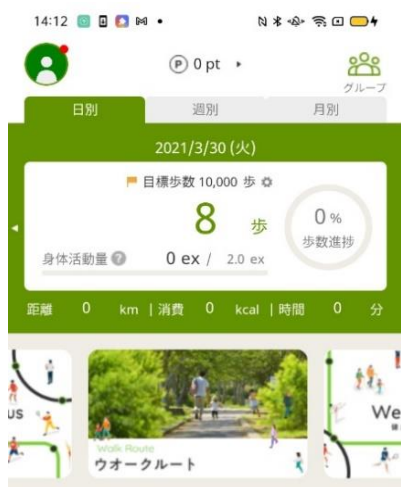 14:12
P 0 pt
グループ
日別 週別 月別
2021/3/30 (火)
目標歩数 10,000 歩
8 歩
0 %
歩数進捗
身体活動量 ? 0 ex / 2.0 ex
距離 0 km | 消費 0 kcal | 時間 0 分
us
We
Walk Route
ウオークルート